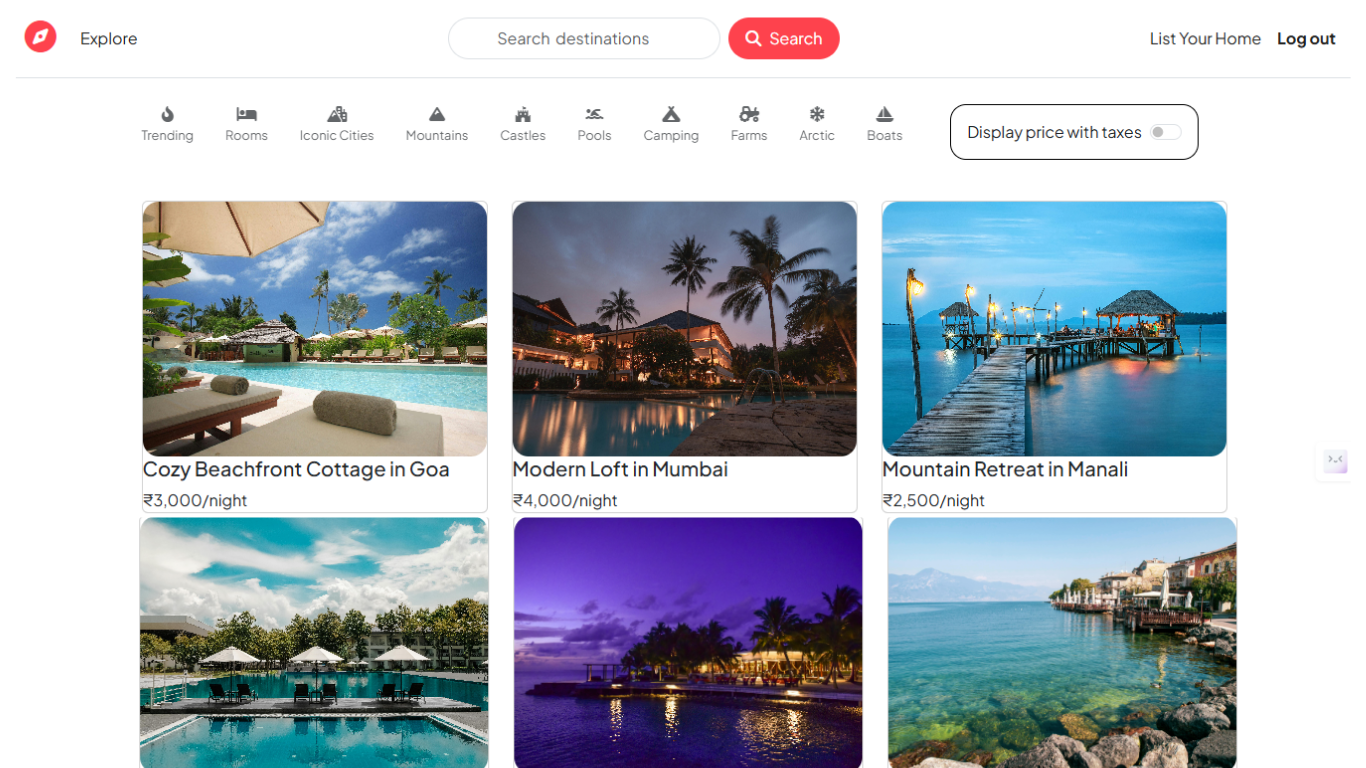 Explore
Search destinations
Search
List Your Home
Log out
Trending
Rooms
Iconic Cities
Mountains
Castles
Pools
Camping
Farms
Arctic
Boats
Display price with taxes
Cozy Beachfront Cottage in Goa
₹3,000/night
Modern Loft in Mumbai
₹4,000/night
Mountain Retreat in Manali
₹2,500/night